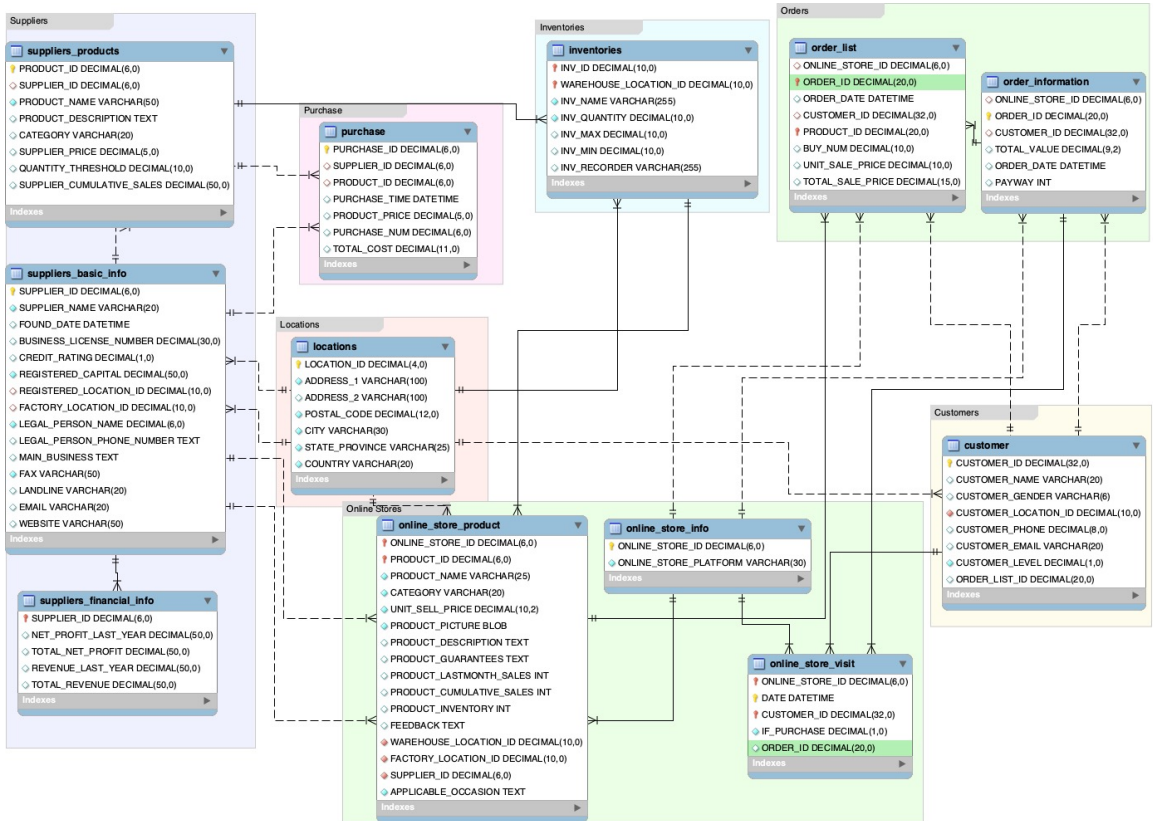 Suppliers
suppliers_products
PRODUCT_ID DECIMAL(6,0)
SUPPLIER_ID DECIMAL(6,0)
PRODUCT_NAME VARCHAR(50)
PRODUCT_DESCRIPTION TEXT
CATEGORY VARCHAR(20)
SUPPLIER_PRICE DECIMAL(5,0)
QUANTITY_THRESHOLD DECIMAL(10,0)
SUPPLIER_CUMULATIVE_SALES DECIMAL(50,0)
Indexes
suppliers_basic_info
SUPPLIER_ID DECIMAL(6,0)
SUPPLIER_NAME VARCHAR(20)
FOUND_DATE DATETIME
BUSINESS_LICENSE_NUMBER DECIMAL(30,0)
CREDIT_RATING DECIMAL(1,0)
REGISTERED_CAPITAL DECIMAL(50,0)
REGISTERED_LOCATION_ID DECIMAL(10,0)
FACTORY_LOCATION_ID DECIMAL(10,0)
LEGAL_PERSON_NAME DECIMAL(6,0)
LEGAL_PERSON_PHONE_NUMBER TEXT
MAIN_BUSINESS TEXT
FAX VARCHAR(50)
LANDLINE VARCHAR(20)
EMAIL VARCHAR(20)
WEBSITE VARCHAR(50)
Indexes
suppliers_financial_info
SUPPLIER_ID DECIMAL(6,0)
NET_PROFIT_LAST_YEAR DECIMAL(50,0)
TOTAL_NET_PROFIT DECIMAL(50,0)
REVENUE_LAST_YEAR DECIMAL(50,0)
TOTAL_REVENUE DECIMAL(50,0)
Indexes
Purchase
purchase
PURCHASE_ID DECIMAL(6,0)
SUPPLIER_ID DECIMAL(6,0)
PRODUCT_ID DECIMAL(6,0)
PURCHASE_TIME DATETIME
PRODUCT_PRICE DECIMAL(5,0)
PURCHASE_NUM DECIMAL(6,0)
TOTAL_COST DECIMAL(11,0)
Indexes
Locations
locations
LOCATION_ID DECIMAL(4,0)
ADDRESS_1 VARCHAR(100)
ADDRESS_2 VARCHAR(100)
POSTAL_CODE DECIMAL(12,0)
CITY VARCHAR(30)
STATE_PROVINCE VARCHAR(25)
COUNTRY VARCHAR(20)
Indexes
Inventories
inventories
INV_ID DECIMAL(10,0)
WAREHOUSE_LOCATION_ID DECIMAL(10,0)
INV_NAME VARCHAR(255)
INV_QUANTITY DECIMAL(10,0)
INV_MAX DECIMAL(10,0)
INV_MIN DECIMAL(10,0)
INV_RECORDER VARCHAR(255)
Indexes
Orders
order_list
ONLINE_STORE_ID DECIMAL(6,0)
ORDER_ID DECIMAL(20,0)
ORDER_DATE DATETIME
CUSTOMER_ID DECIMAL(32,0)
PRODUCT_ID DECIMAL(20,0)
BUY_NUM DECIMAL(10,0)
UNIT_SALE_PRICE DECIMAL(10,0)
TOTAL_SALE_PRICE DECIMAL(15,0)
Indexes
order_information
ONLINE_STORE_ID DECIMAL(6,0)
ORDER_ID DECIMAL(20,0)
CUSTOMER_ID DECIMAL(32,0)
TOTAL_VALUE DECIMAL(9,2)
ORDER_DATE DATETIME
PAYWAY INT
Indexes
Customers
customer
CUSTOMER_ID DECIMAL(32,0)
CUSTOMER_NAME VARCHAR(20)
CUSTOMER_GENDER VARCHAR(6)
CUSTOMER_LOCATION_ID DECIMAL(10,0)
CUSTOMER_PHONE DECIMAL(8,0)
CUSTOMER_EMAIL VARCHAR(20)
CUSTOMER_LEVEL DECIMAL(1,0)
ORDER_LIST_ID DECIMAL(20,0)
Indexes
Online Stores
online_store_product
ONLINE_STORE_ID DECIMAL(6,0)
PRODUCT_ID DECIMAL(6,0)
PRODUCT_NAME VARCHAR(25)
CATEGORY VARCHAR(20)
UNIT_SELL_PRICE DECIMAL(10,2)
PRODUCT_PICTURE BLOB
PRODUCT_DESCRIPTION TEXT
PRODUCT_GUARANTEES TEXT
PRODUCT_LASTMONTH_SALES INT
PRODUCT_CUMULATIVE_SALES INT
PRODUCT_INVENTORY INT
FEEDBACK TEXT
WAREHOUSE_LOCATION_ID DECIMAL(10,0)
FACTORY_LOCATION_ID DECIMAL(10,0)
SUPPLIER_ID DECIMAL(6,0)
APPLICABLE_OCCASION TEXT
Indexes
online_store_info
ONLINE_STORE_ID DECIMAL(6,0)
ONLINE_STORE_PLATFORM VARCHAR(30)
Indexes
online_store_visit
ONLINE_STORE_ID DECIMAL(6,0)
DATE DATETIME
CUSTOMER_ID DECIMAL(32,0)
IF_PURCHASE DECIMAL(1,0)
ORDER_ID DECIMAL(20,0)
Indexes